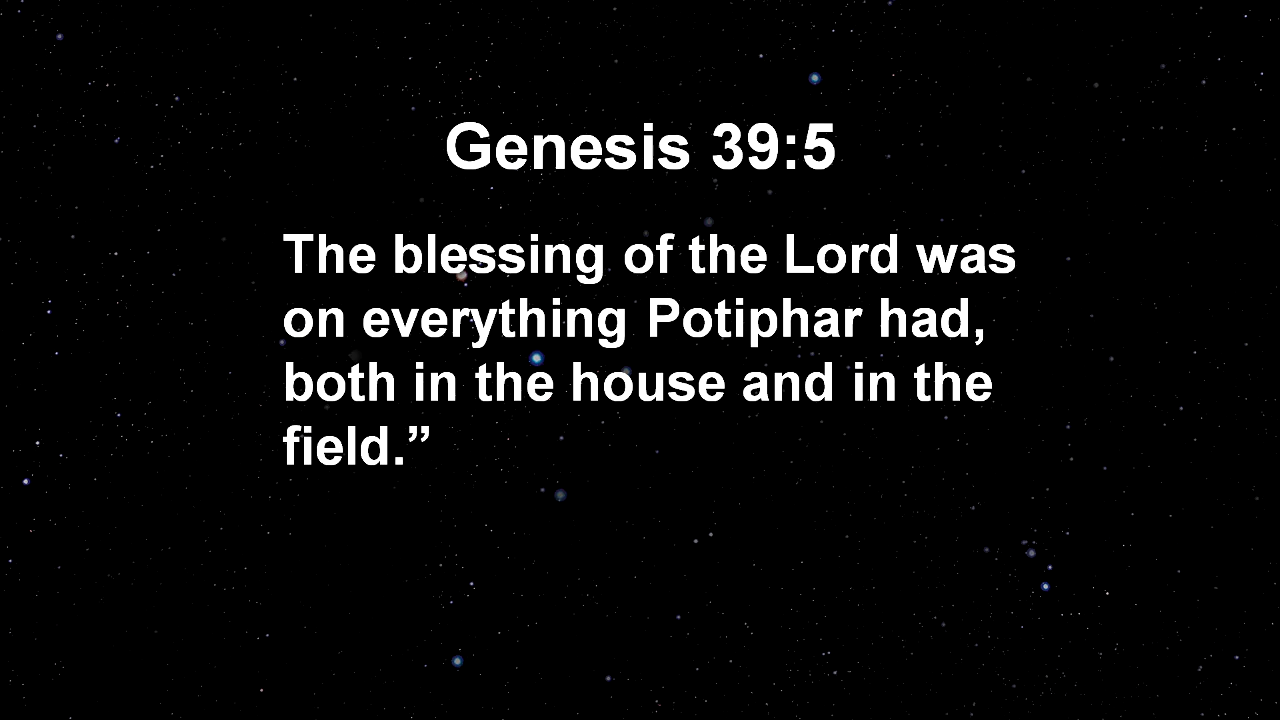 Genesis 39:5
The blessing of the Lord was
on everything Potiphar had,
both in the house and in the
field.”